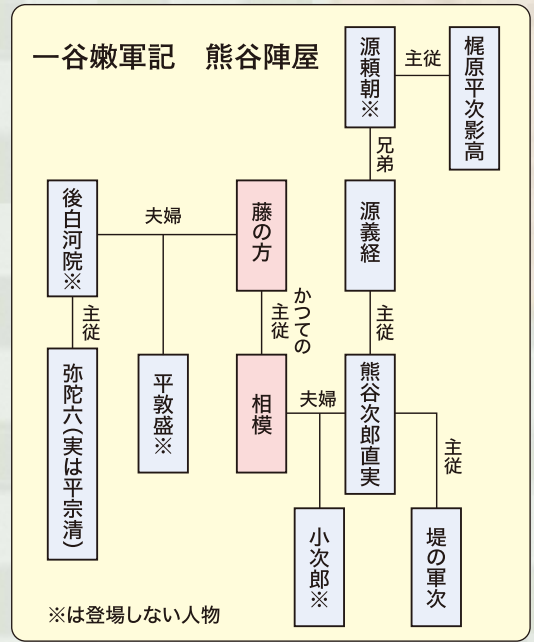 一谷嫩軍記　熊谷陣屋
源頼朝※
主従
梶原平次影高
兄弟
後白河院※
夫婦
藤の方
源義経
主従
かつての
主従
主従
弥陀六（実は平宗清）
平敦盛※
相模
夫婦
熊谷次郎直実
主従
小次郎※
堤の軍次
※は登場しない人物